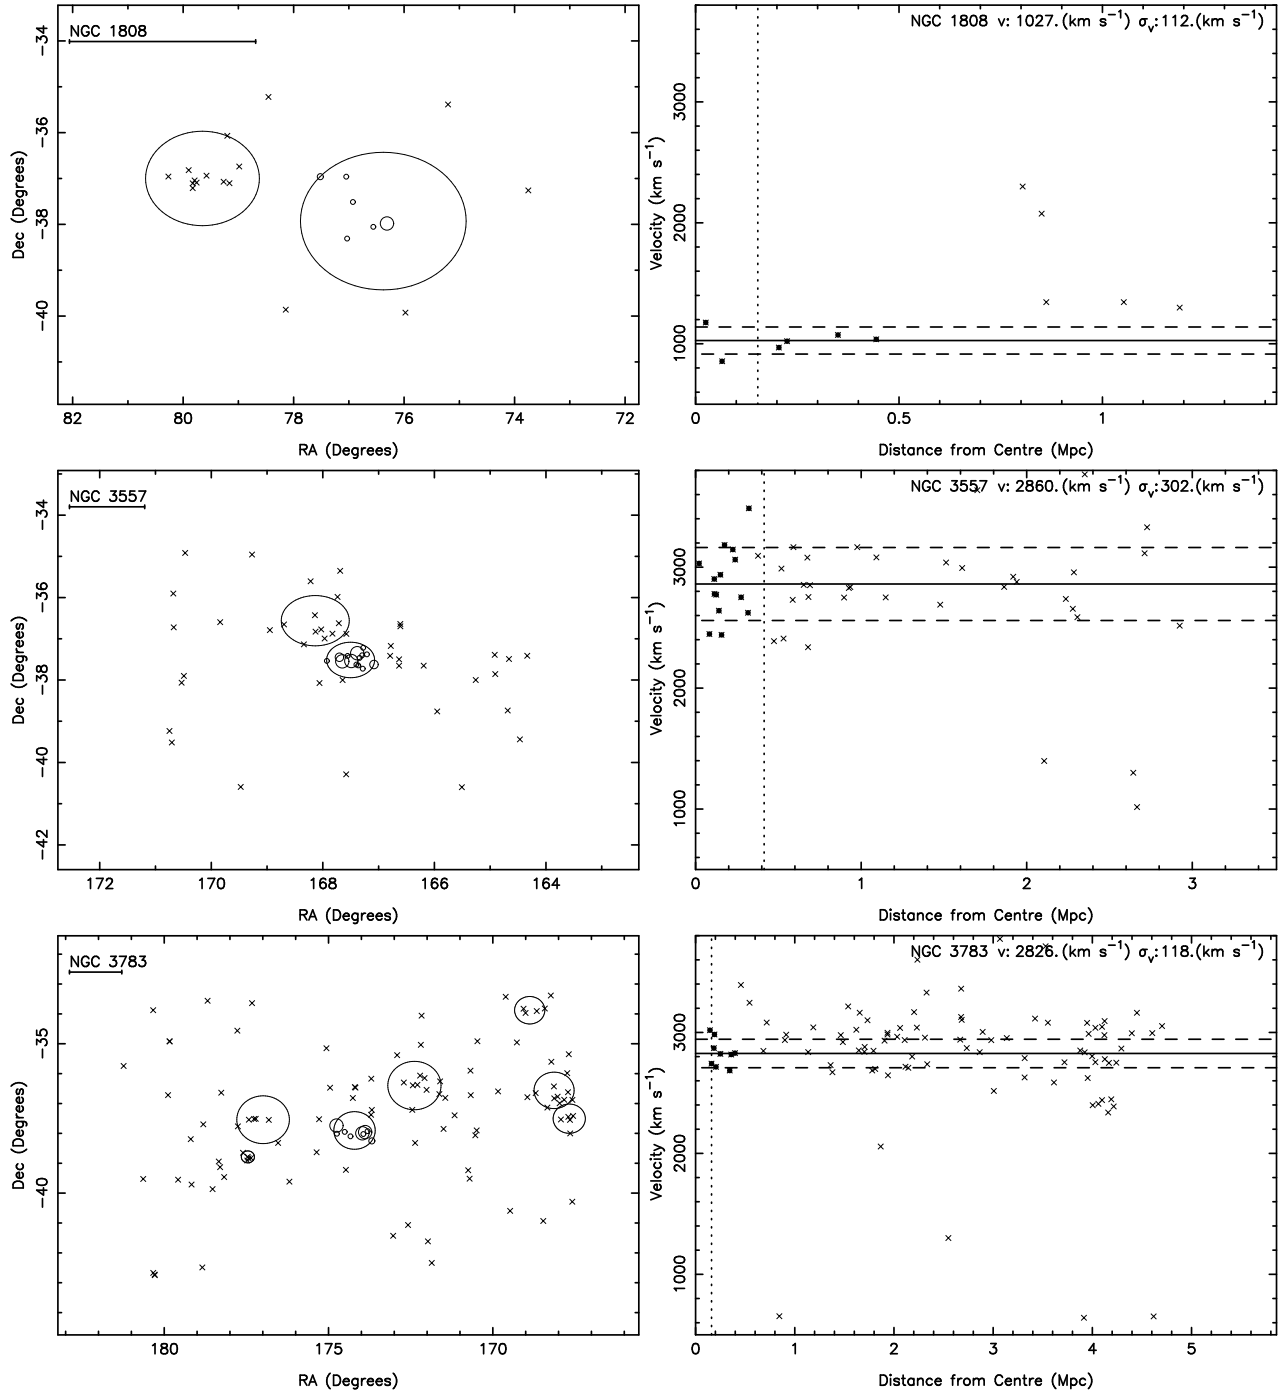 NGC 1808
−34
−36
−38
−40
Dec (Degrees)
82 80 78 76 74 72
RA (Degrees)
NGC 1808 v: 1027.(km s⁻¹) σᵥ:112.(km s⁻¹)
3000
2000
1000
Velocity (km s⁻¹)
0 0.5 1
Distance from Centre (Mpc)
NGC 3557
−34
−36
−38
−40
−42
Dec (Degrees)
172 170 168 166 164
RA (Degrees)
NGC 3557 v: 2860.(km s⁻¹) σᵥ:302.(km s⁻¹)
3000
2000
1000
Velocity (km s⁻¹)
0 1 2 3
Distance from Centre (Mpc)
NGC 3783
−35
−40
Dec (Degrees)
180 175 170
RA (Degrees)
NGC 3783 v: 2826.(km s⁻¹) σᵥ:118.(km s⁻¹)
3000
2000
1000
Velocity (km s⁻¹)
0 1 2 3 4 5
Distance from Centre (Mpc)